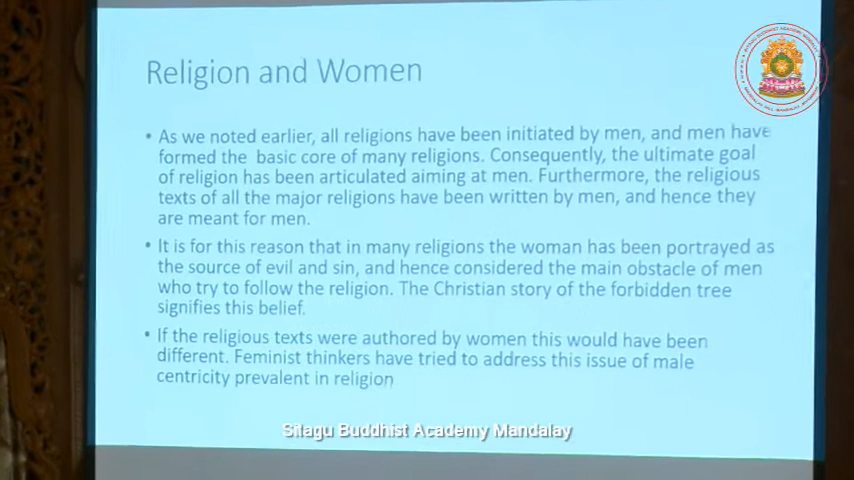 Religion and Women
• As we noted earlier, all religions have been initiated by men, and men have
formed the basic core of many religions. Consequently, the ultimate goal
of religion has been articulated aiming at men. Furthermore, the religious
texts of all the major religions have been written by men, and hence they
are meant for men.
• It is for this reason that in many religions the woman has been portrayed as
the source of evil and sin, and hence considered the main obstacle of men
who try to follow the religion. The Christian story of the forbidden tree
signifies this belief.
• If the religious texts were authored by women this would have been
different. Feminist thinkers have tried to address this issue of male
centricity prevalent in religion
Sitagu Buddhist Academy Mandalay